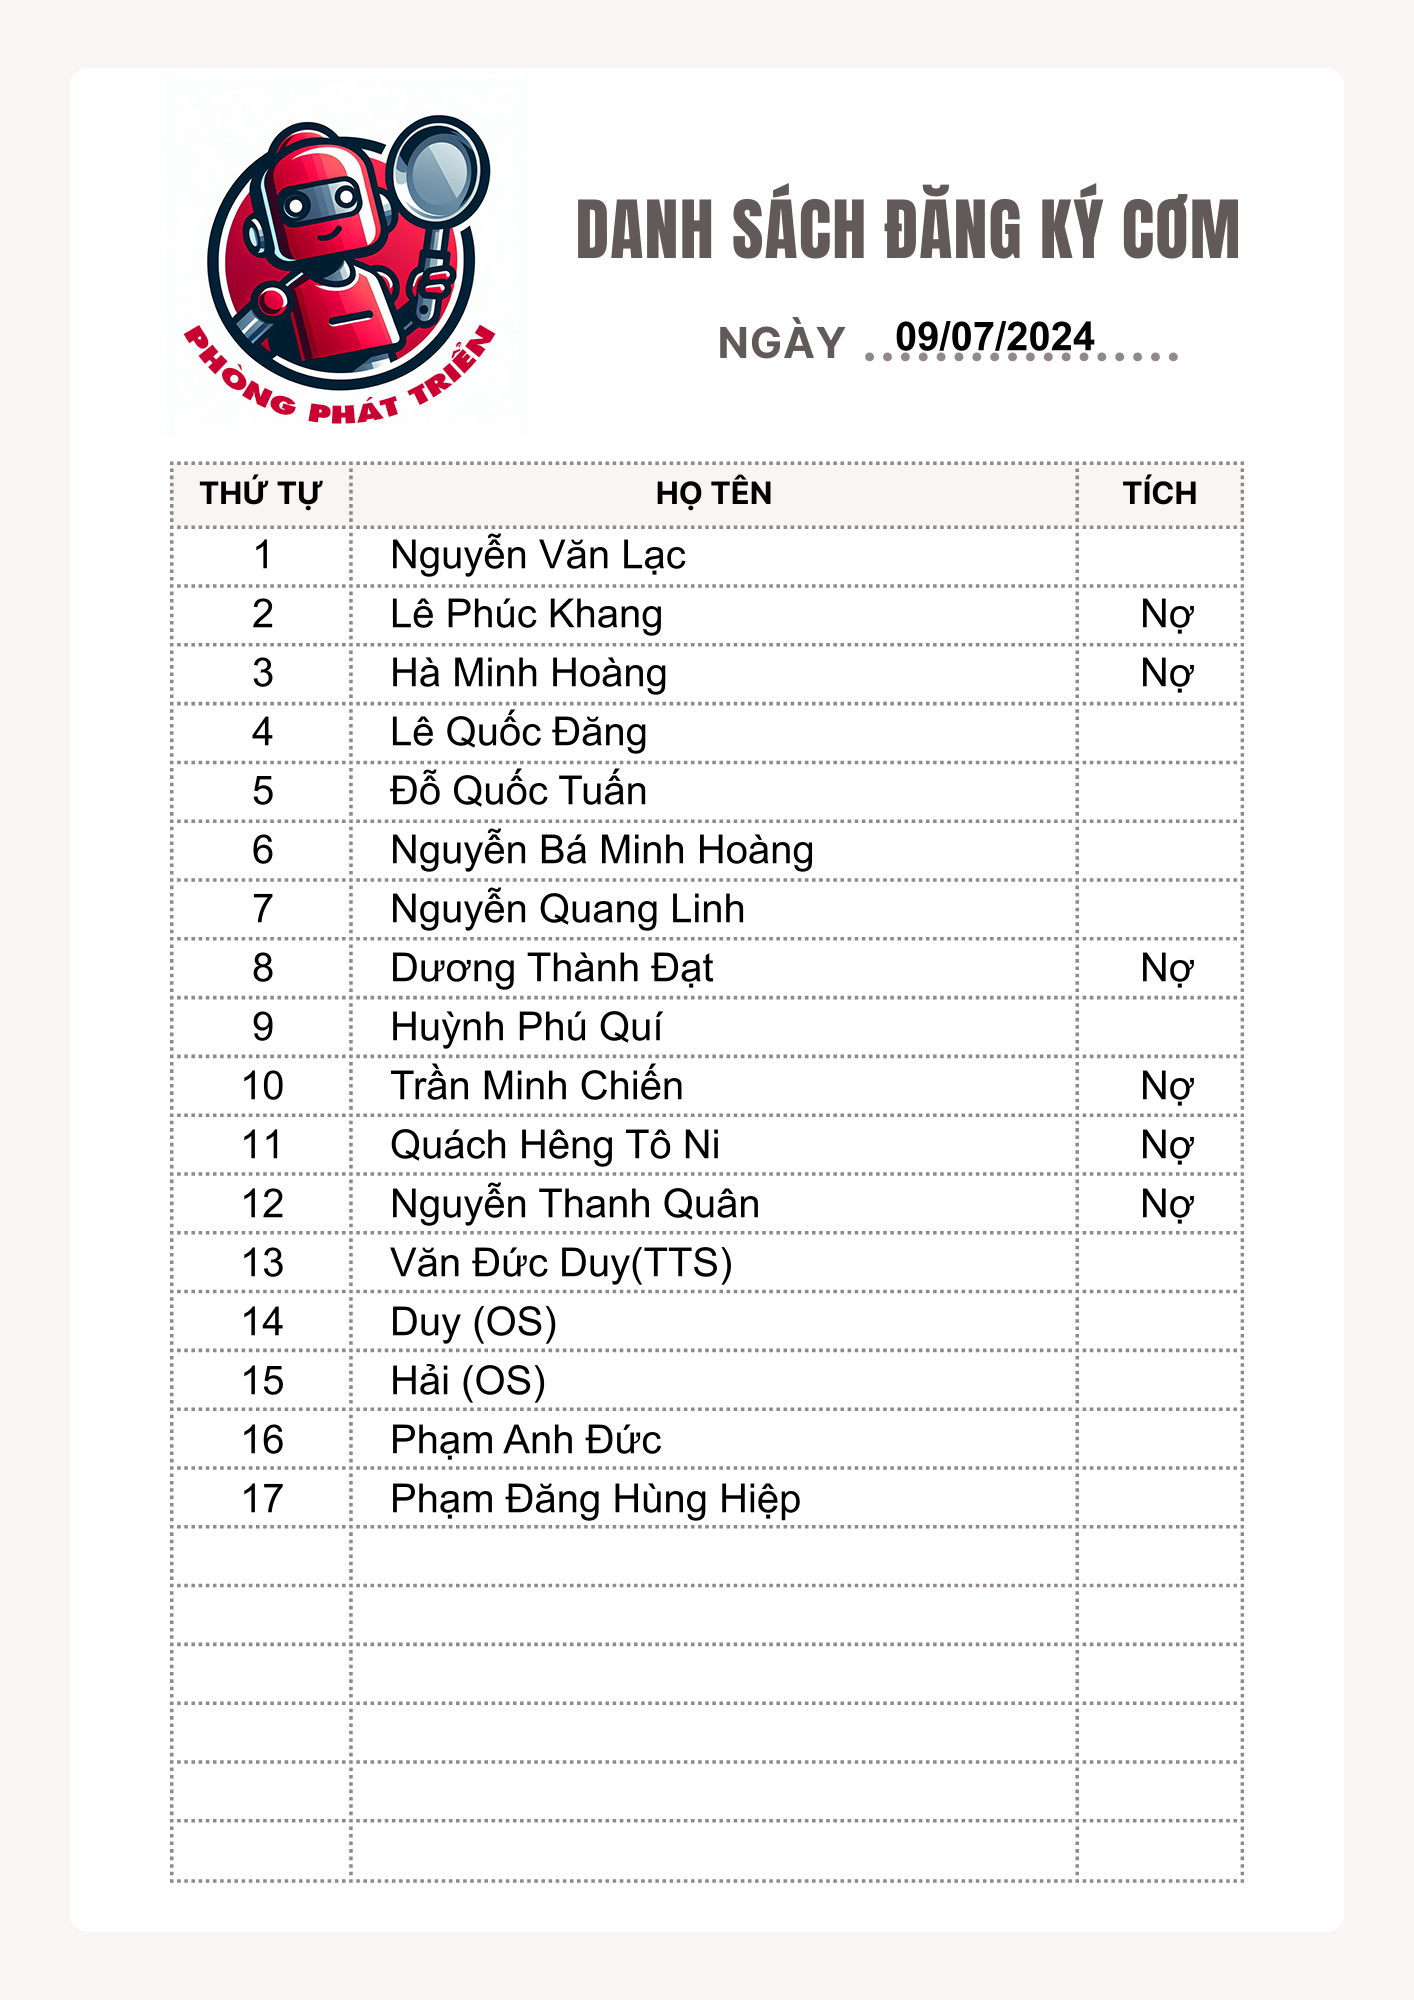 PHÒNG PHÁT TRIỂN
DANH SÁCH ĐĂNG KÝ CƠM
NGÀY 09/07/2024
THỨ TỰ HỌ TÊN TÍCH
1 Nguyễn Văn Lạc
2 Lê Phúc Khang Nợ
3 Hà Minh Hoàng Nợ
4 Lê Quốc Đăng
5 Đỗ Quốc Tuấn
6 Nguyễn Bá Minh Hoàng
7 Nguyễn Quang Linh
8 Dương Thành Đạt Nợ
9 Huỳnh Phú Quí
10 Trần Minh Chiến Nợ
11 Quách Hêng Tô Ni Nợ
12 Nguyễn Thanh Quân Nợ
13 Văn Đức Duy(TTS)
14 Duy (OS)
15 Hải (OS)
16 Phạm Anh Đức
17 Phạm Đăng Hùng Hiệp